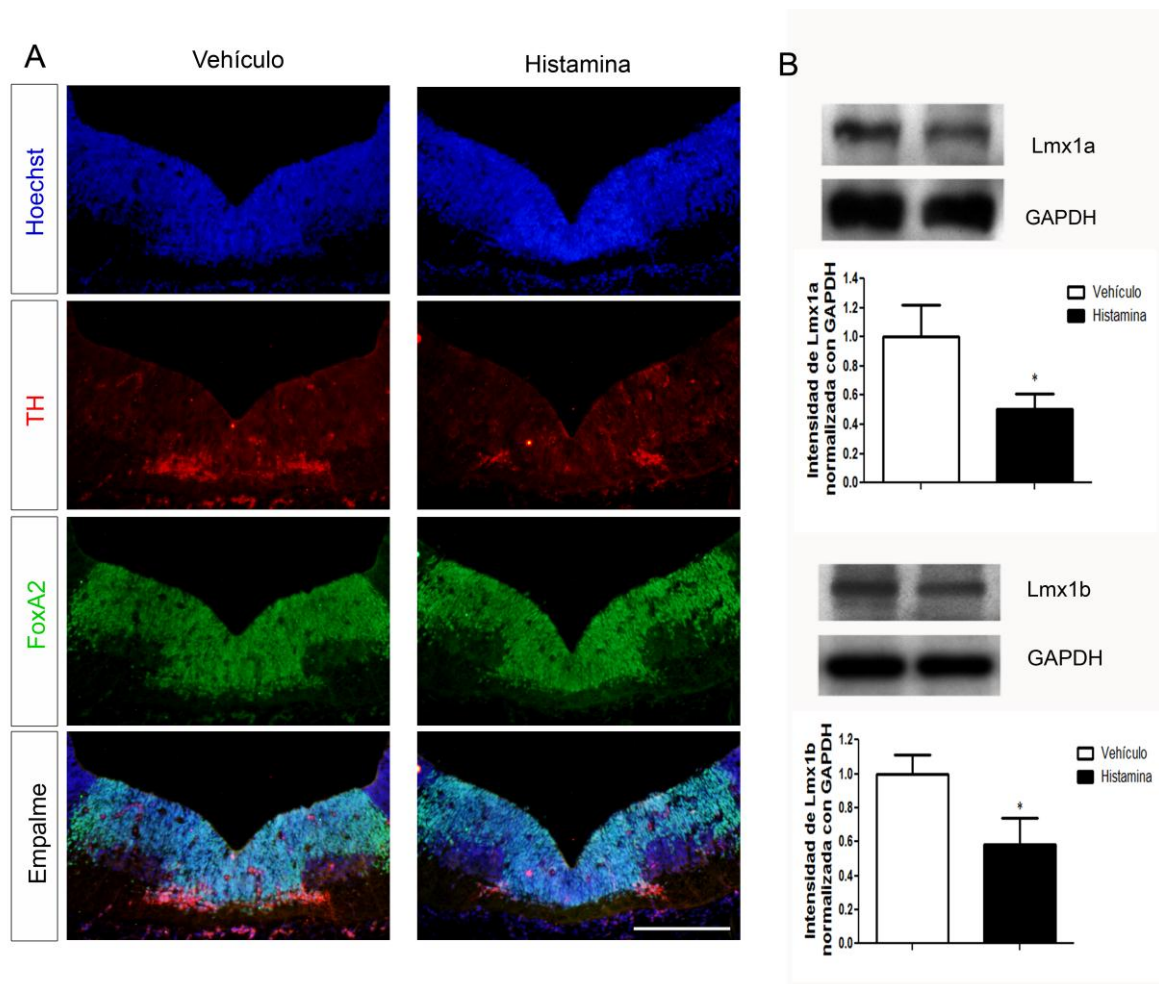 A
Vehículo
Histamina
Hoechst
TH
FoxA2
Empalme
B
Lmx1a
GAPDH
Intensidad de Lmx1a
normalizada con GAPDH
1.4
1.2
1.0
0.8
0.6
0.4
0.2
0.0
*
Vehículo
Histamina
Lmx1b
GAPDH
Intensidad de Lmx1b
normalizada con GAPDH
1.2
1.0
0.8
0.6
0.4
0.2
0.0
*
Vehículo
Histamina